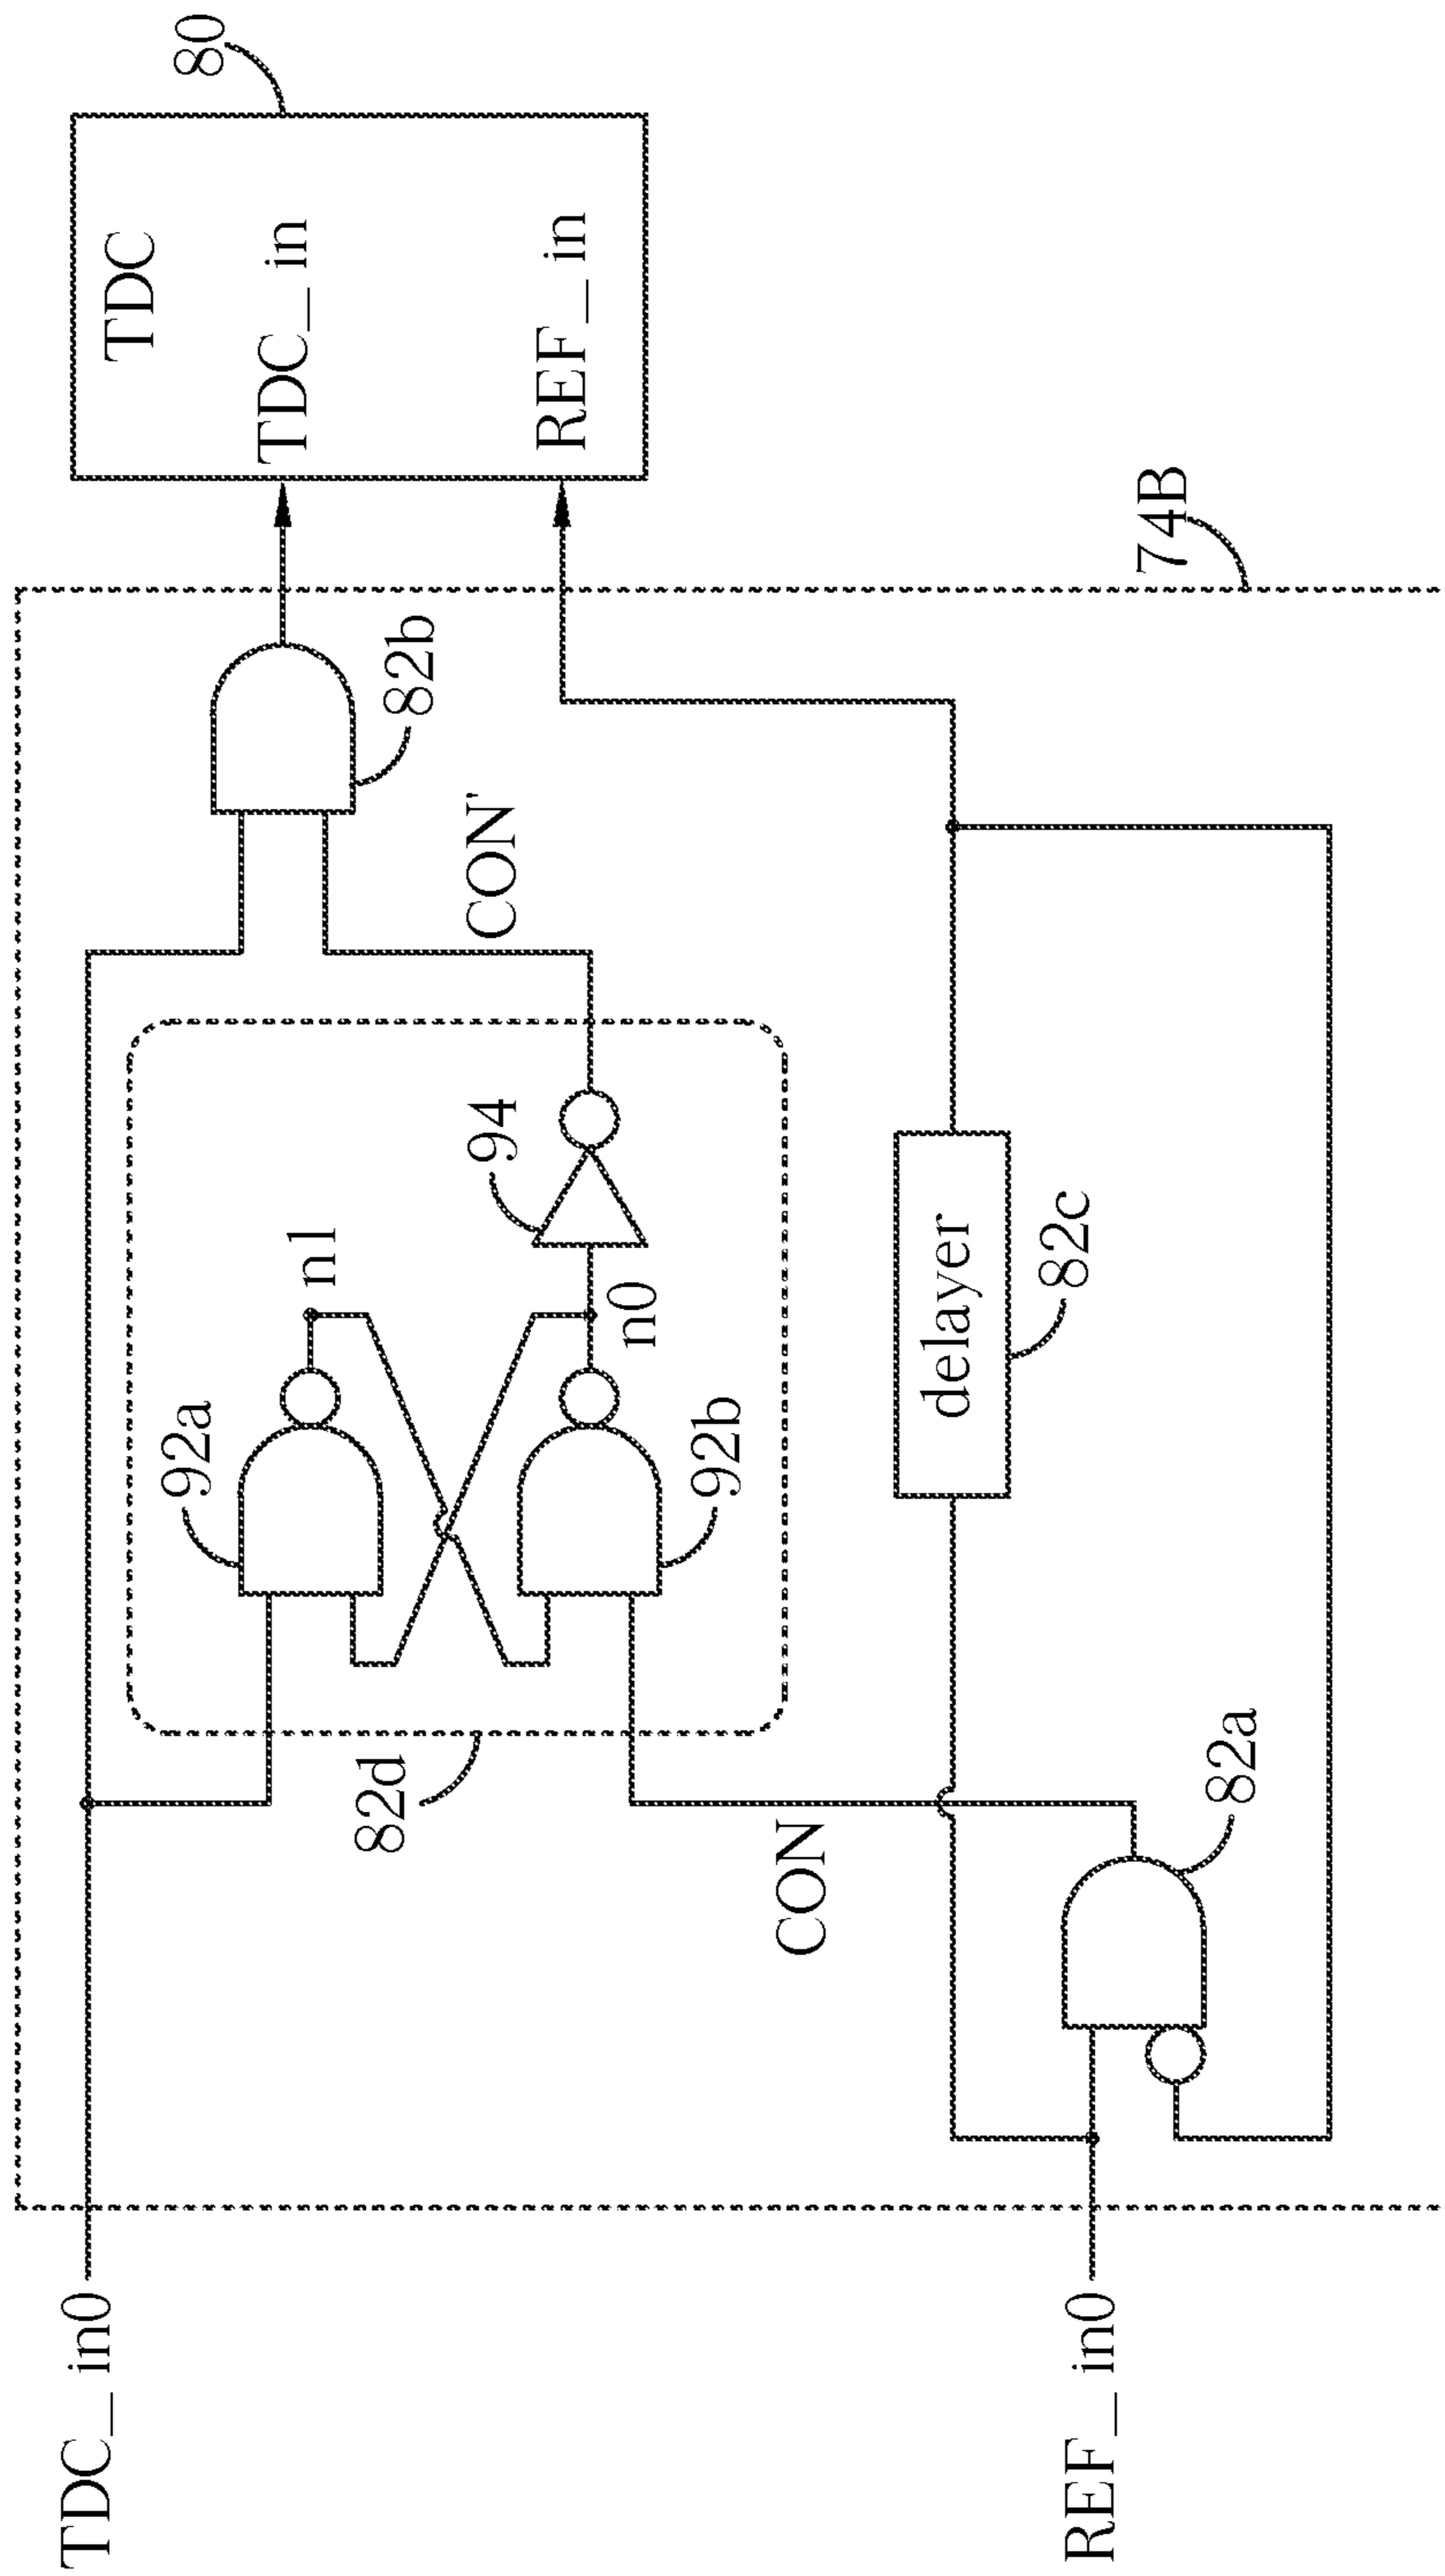 80
TDC
TDC_in
REF_in
74B
82b
CON'
94
n1
n0
92a
92b
delayer
82c
82d
CON
82a
TDC_in0
REF_in0